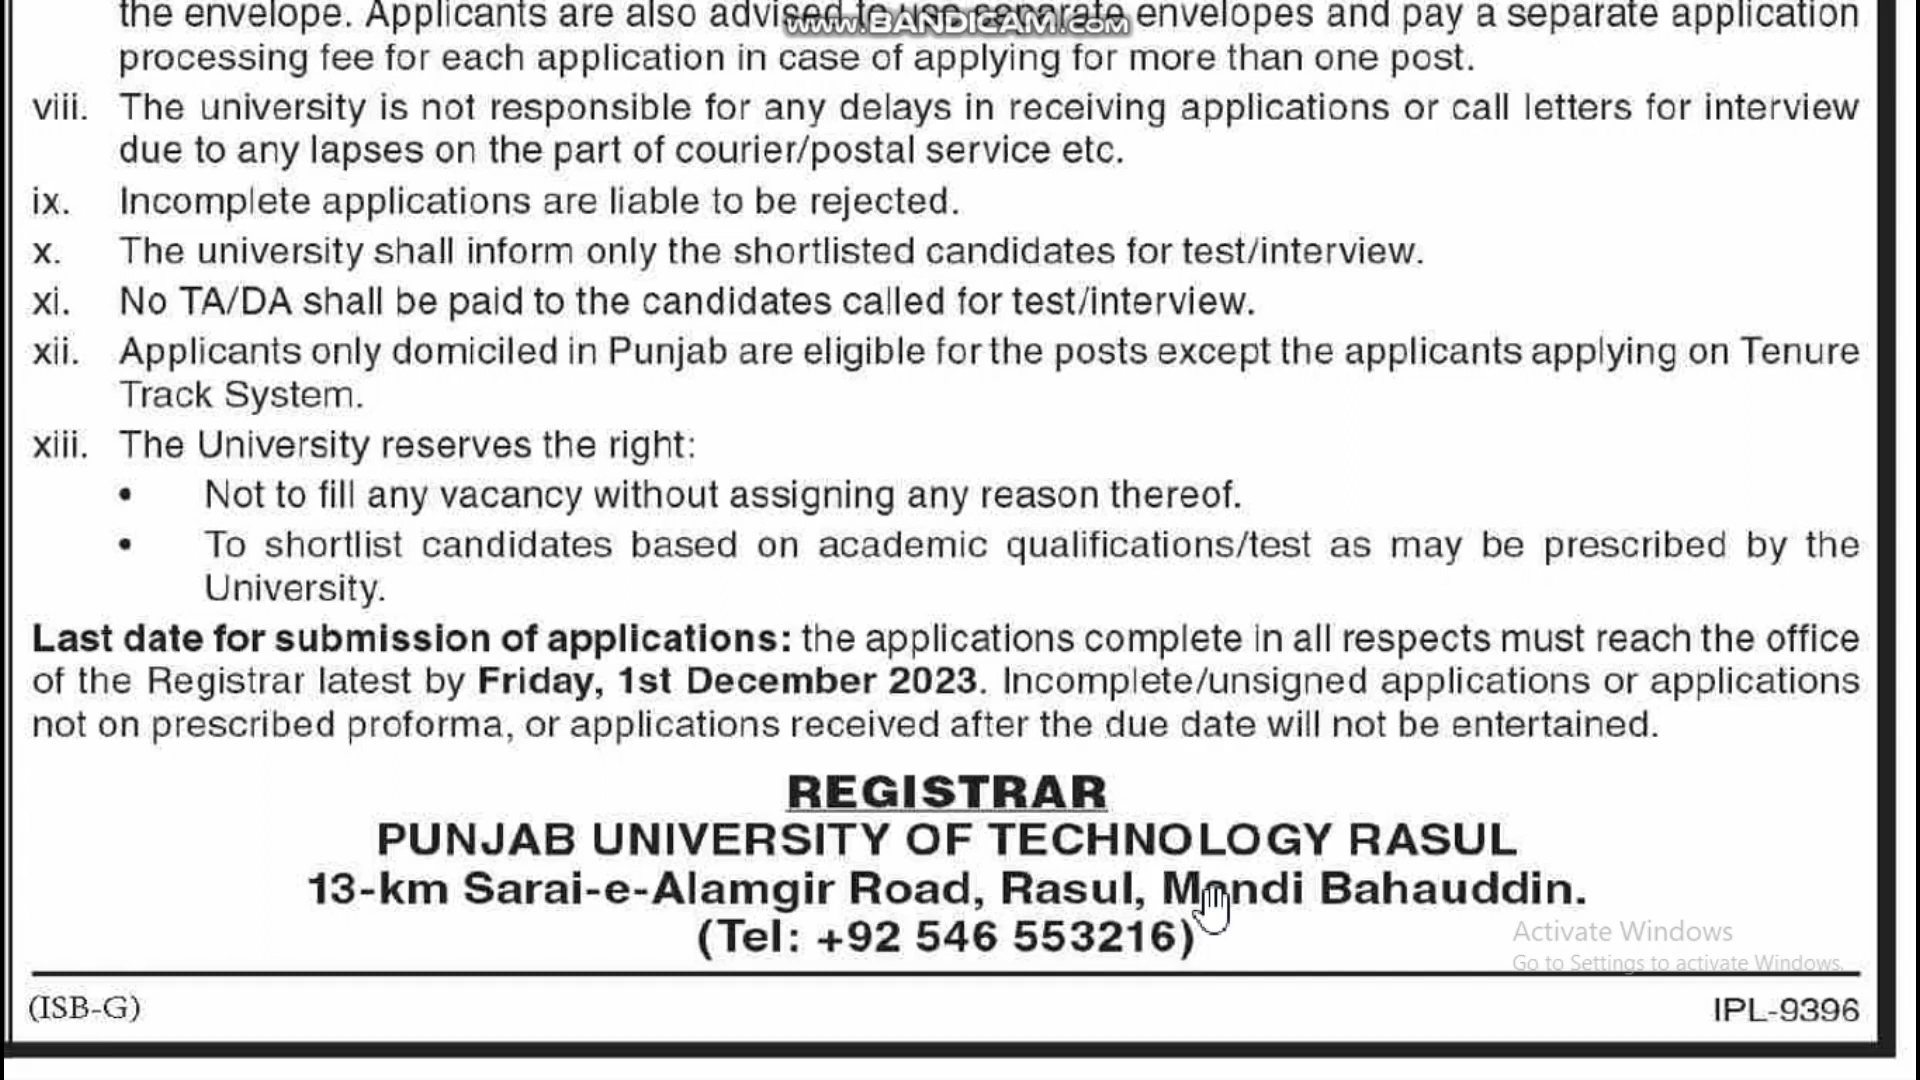 the envelope. Applicants are also advised to use separate envelopes and pay a separate application
www.BANDICAM.com
processing fee for each application in case of applying for more than one post.
viii. The university is not responsible for any delays in receiving applications or call letters for interview
due to any lapses on the part of courier/postal service etc.
ix. Incomplete applications are liable to be rejected.
x. The university shall inform only the shortlisted candidates for test/interview.
xi. No TA/DA shall be paid to the candidates called for test/interview.
xii. Applicants only domiciled in Punjab are eligible for the posts except the applicants applying on Tenure
Track System.
xiii. The University reserves the right:
• Not to fill any vacancy without assigning any reason thereof.
• To shortlist candidates based on academic qualifications/test as may be prescribed by the
University.
Last date for submission of applications: the applications complete in all respects must reach the office
of the Registrar latest by Friday, 1st December 2023. Incomplete/unsigned applications or applications
not on prescribed proforma, or applications received after the due date will not be entertained.
REGISTRAR
PUNJAB UNIVERSITY OF TECHNOLOGY RASUL
13-km Sarai-e-Alamgir Road, Rasul, Mandi Bahauddin.
(Tel: +92 546 553216)
Activate Windows
Go to Settings to activate Windows.
(ISB-G)
IPL-9396